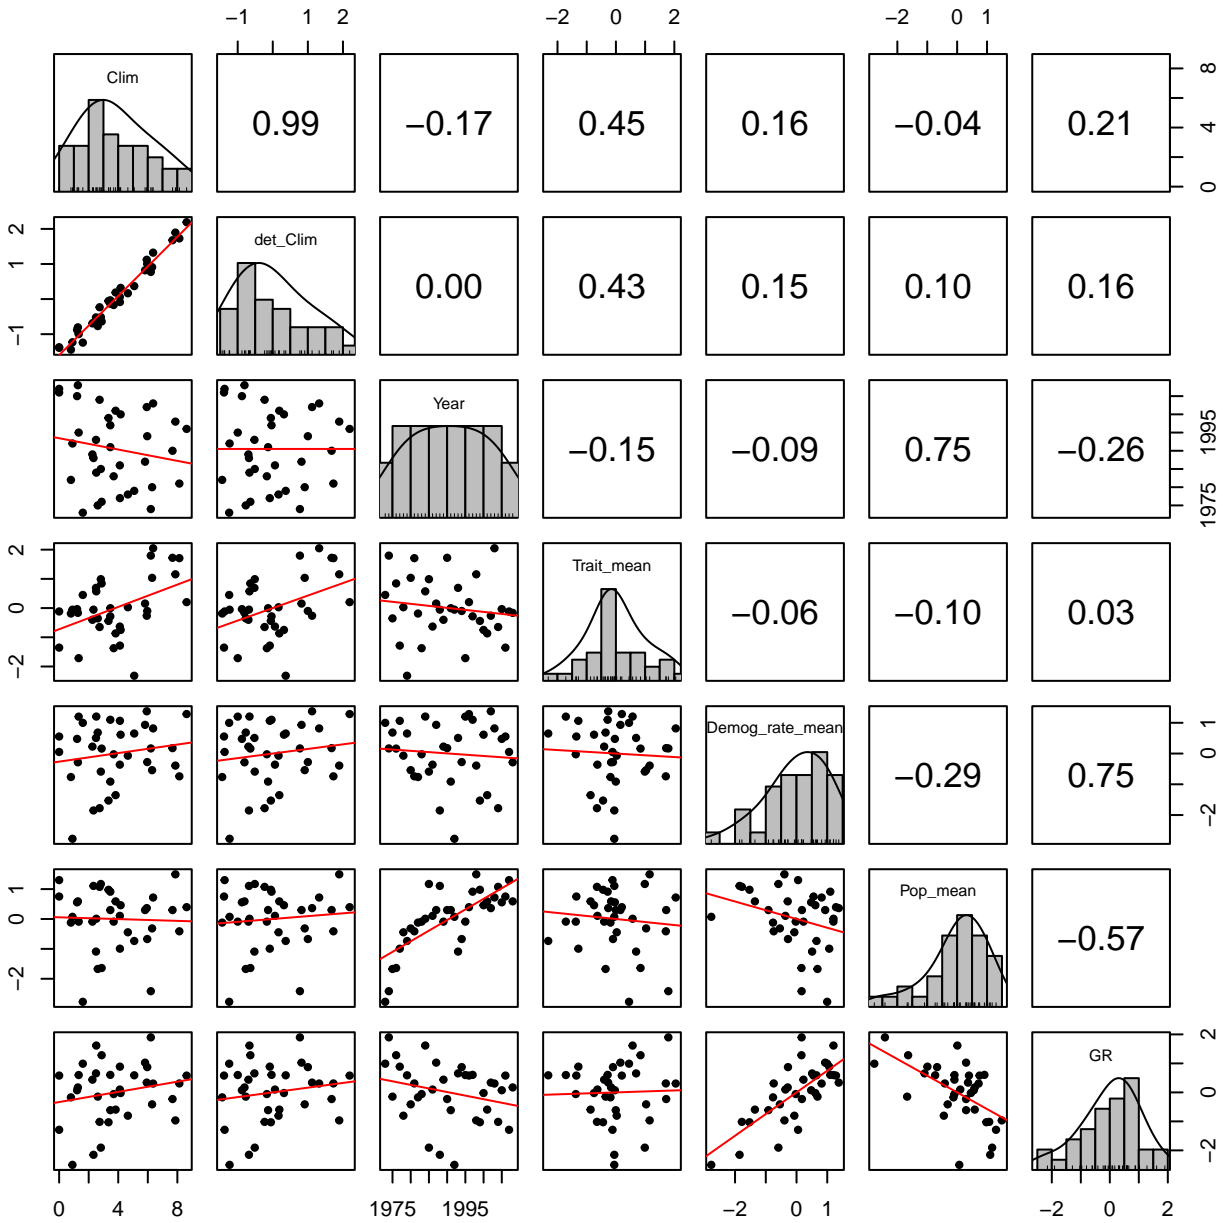 −1 1 2 −2 0 2 −2 0 1
Clim 0.99 −0.17 0.45 0.16 −0.04 0.21 0 4 8
−1 1 2 det_Clim 0.00 0.43 0.15 0.10 0.16
Year −0.15 −0.09 0.75 −0.26 1975 1995
−2 0 2 Trait_mean −0.06 −0.10 0.03
Demog_rate_mean −0.29 0.75 −2 0 1
−2 0 1 Pop_mean −0.57
GR −2 0 2
0 4 8 1975 1995 −2 0 1 −2 0 2